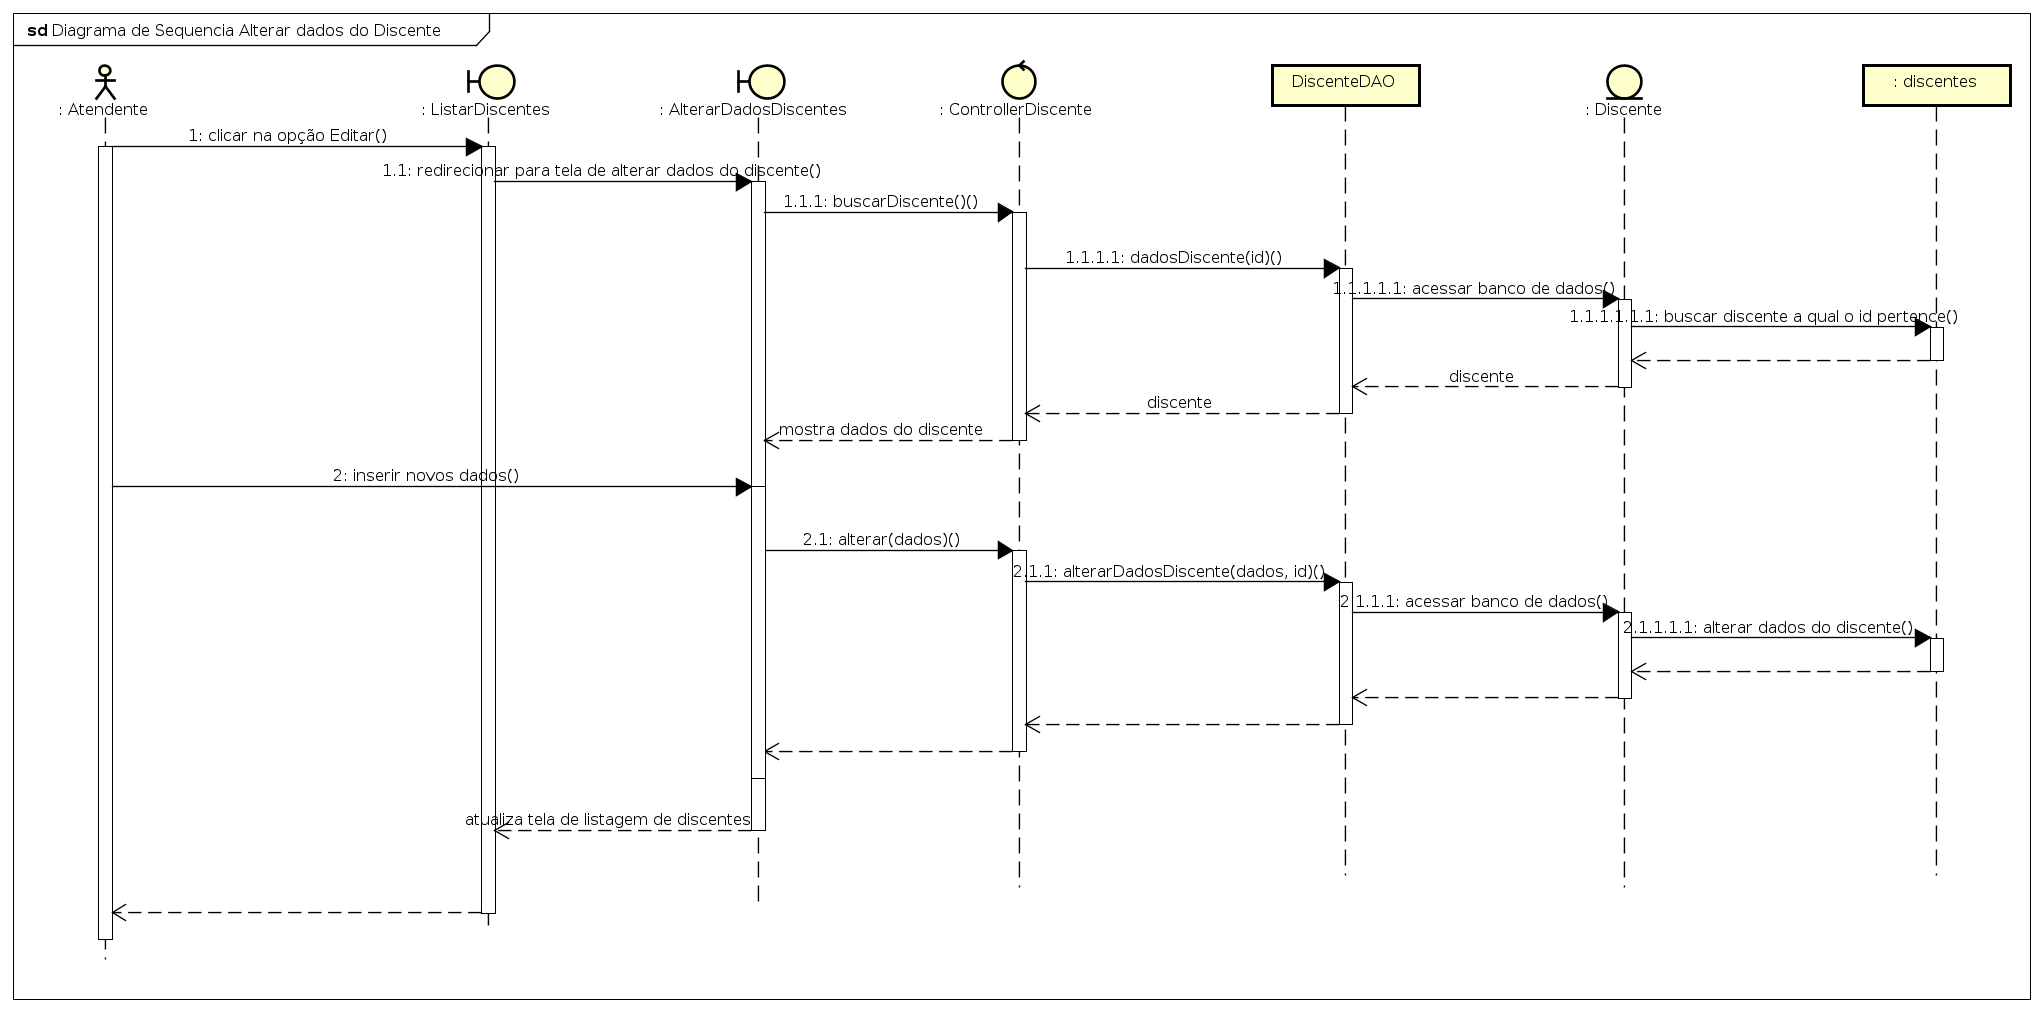 sd Diagrama de Sequencia Alterar dados do Discente
: Atendente
: ListarDiscentes
: AlterarDadosDiscentes
: ControllerDiscente
DiscenteDAO
: Discente
: discentes
1: clicar na opção Editar()
1.1: redirecionar para tela de alterar dados do discente()
1.1.1: buscarDiscente()()
1.1.1.1: dadosDiscente(id)()
1.1.1.1.1: acessar banco de dados()
1.1.1.1.1.1: buscar discente a qual o id pertence()
discente
discente
mostra dados do discente
2: inserir novos dados()
2.1: alterar(dados)()
2.1.1: alterarDadosDiscente(dados, id)()
2.1.1.1: acessar banco de dados()
2.1.1.1.1: alterar dados do discente()
atualiza tela de listagem de discentes